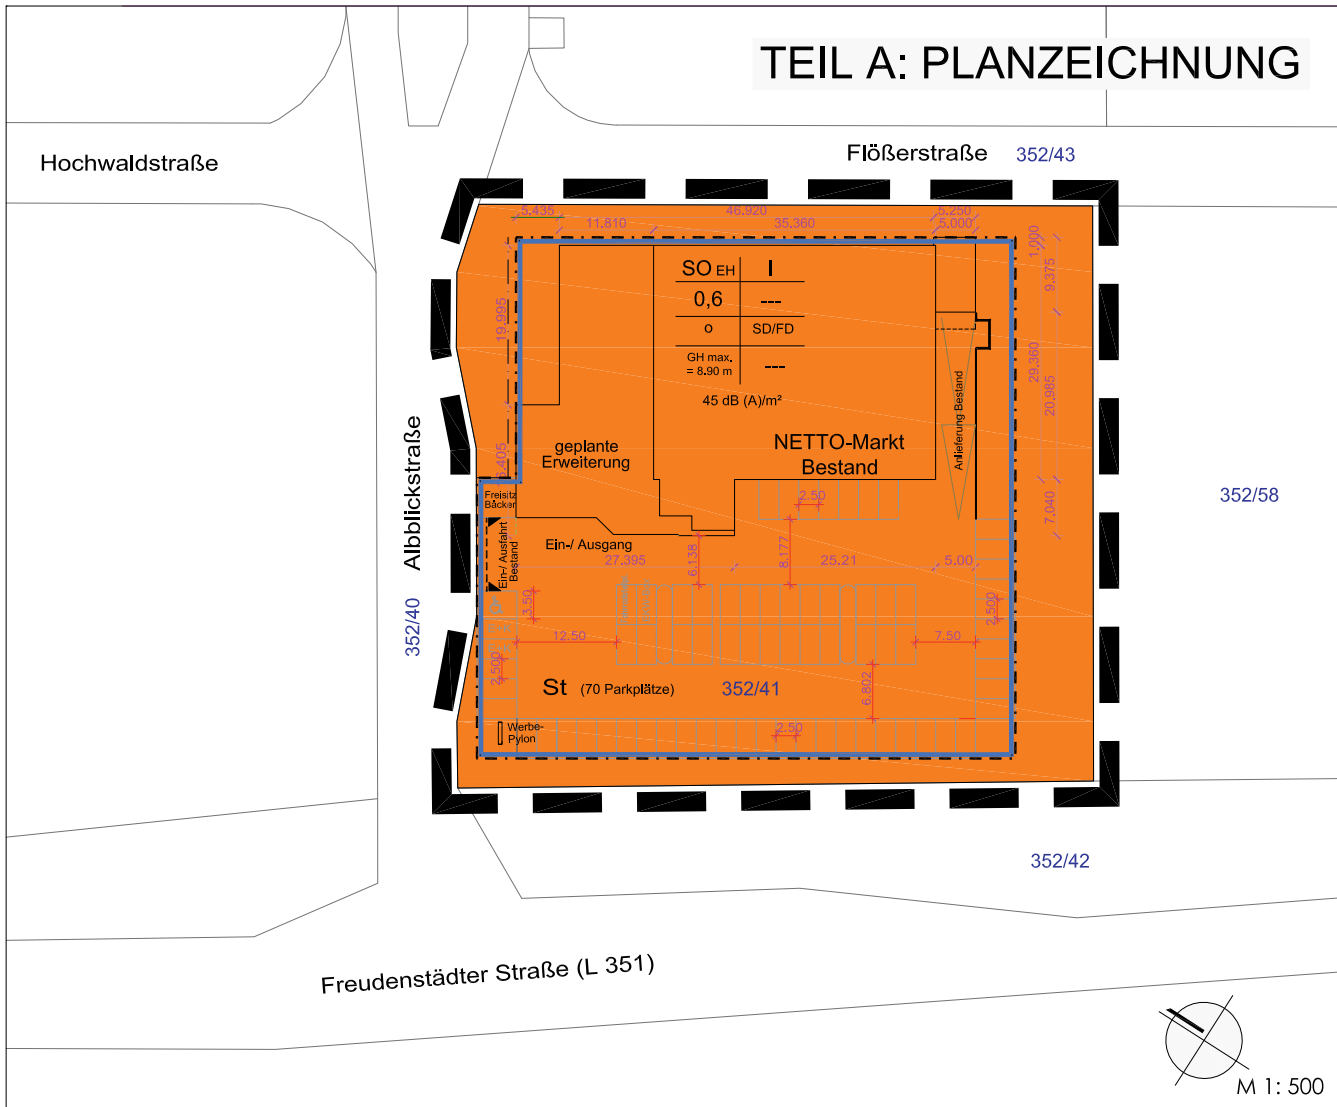 TEIL A: PLANZEICHNUNG
Hochwaldstraße
Flößerstraße 352/43
5.435
46.920
5.250
11.810
35.360
5.000
1.000
9.375
SO EH
I
0,6
---
o
SD/FD
GH max.
= 8.90 m
---
45 dB (A)/m²
19.995
29.360
20.985
Anlieferung Bestand
geplante
Erweiterung
NETTO-Markt
Bestand
6.405
Freisitz
Bäcker
2.50
7.040
352/58
Albblickstraße
352/40
Ein-/ Ausfahrt
Bestand
Ein-/ Ausgang
27.395
6.138
8.177
25.21
5.00
3.50
2.500
12.50
7.50
2.500
St (70 Parkplätze)
352/41
6.802
Werbe-
Pylon
2.50
352/42
Freudenstädter Straße (L 351)
M 1: 500